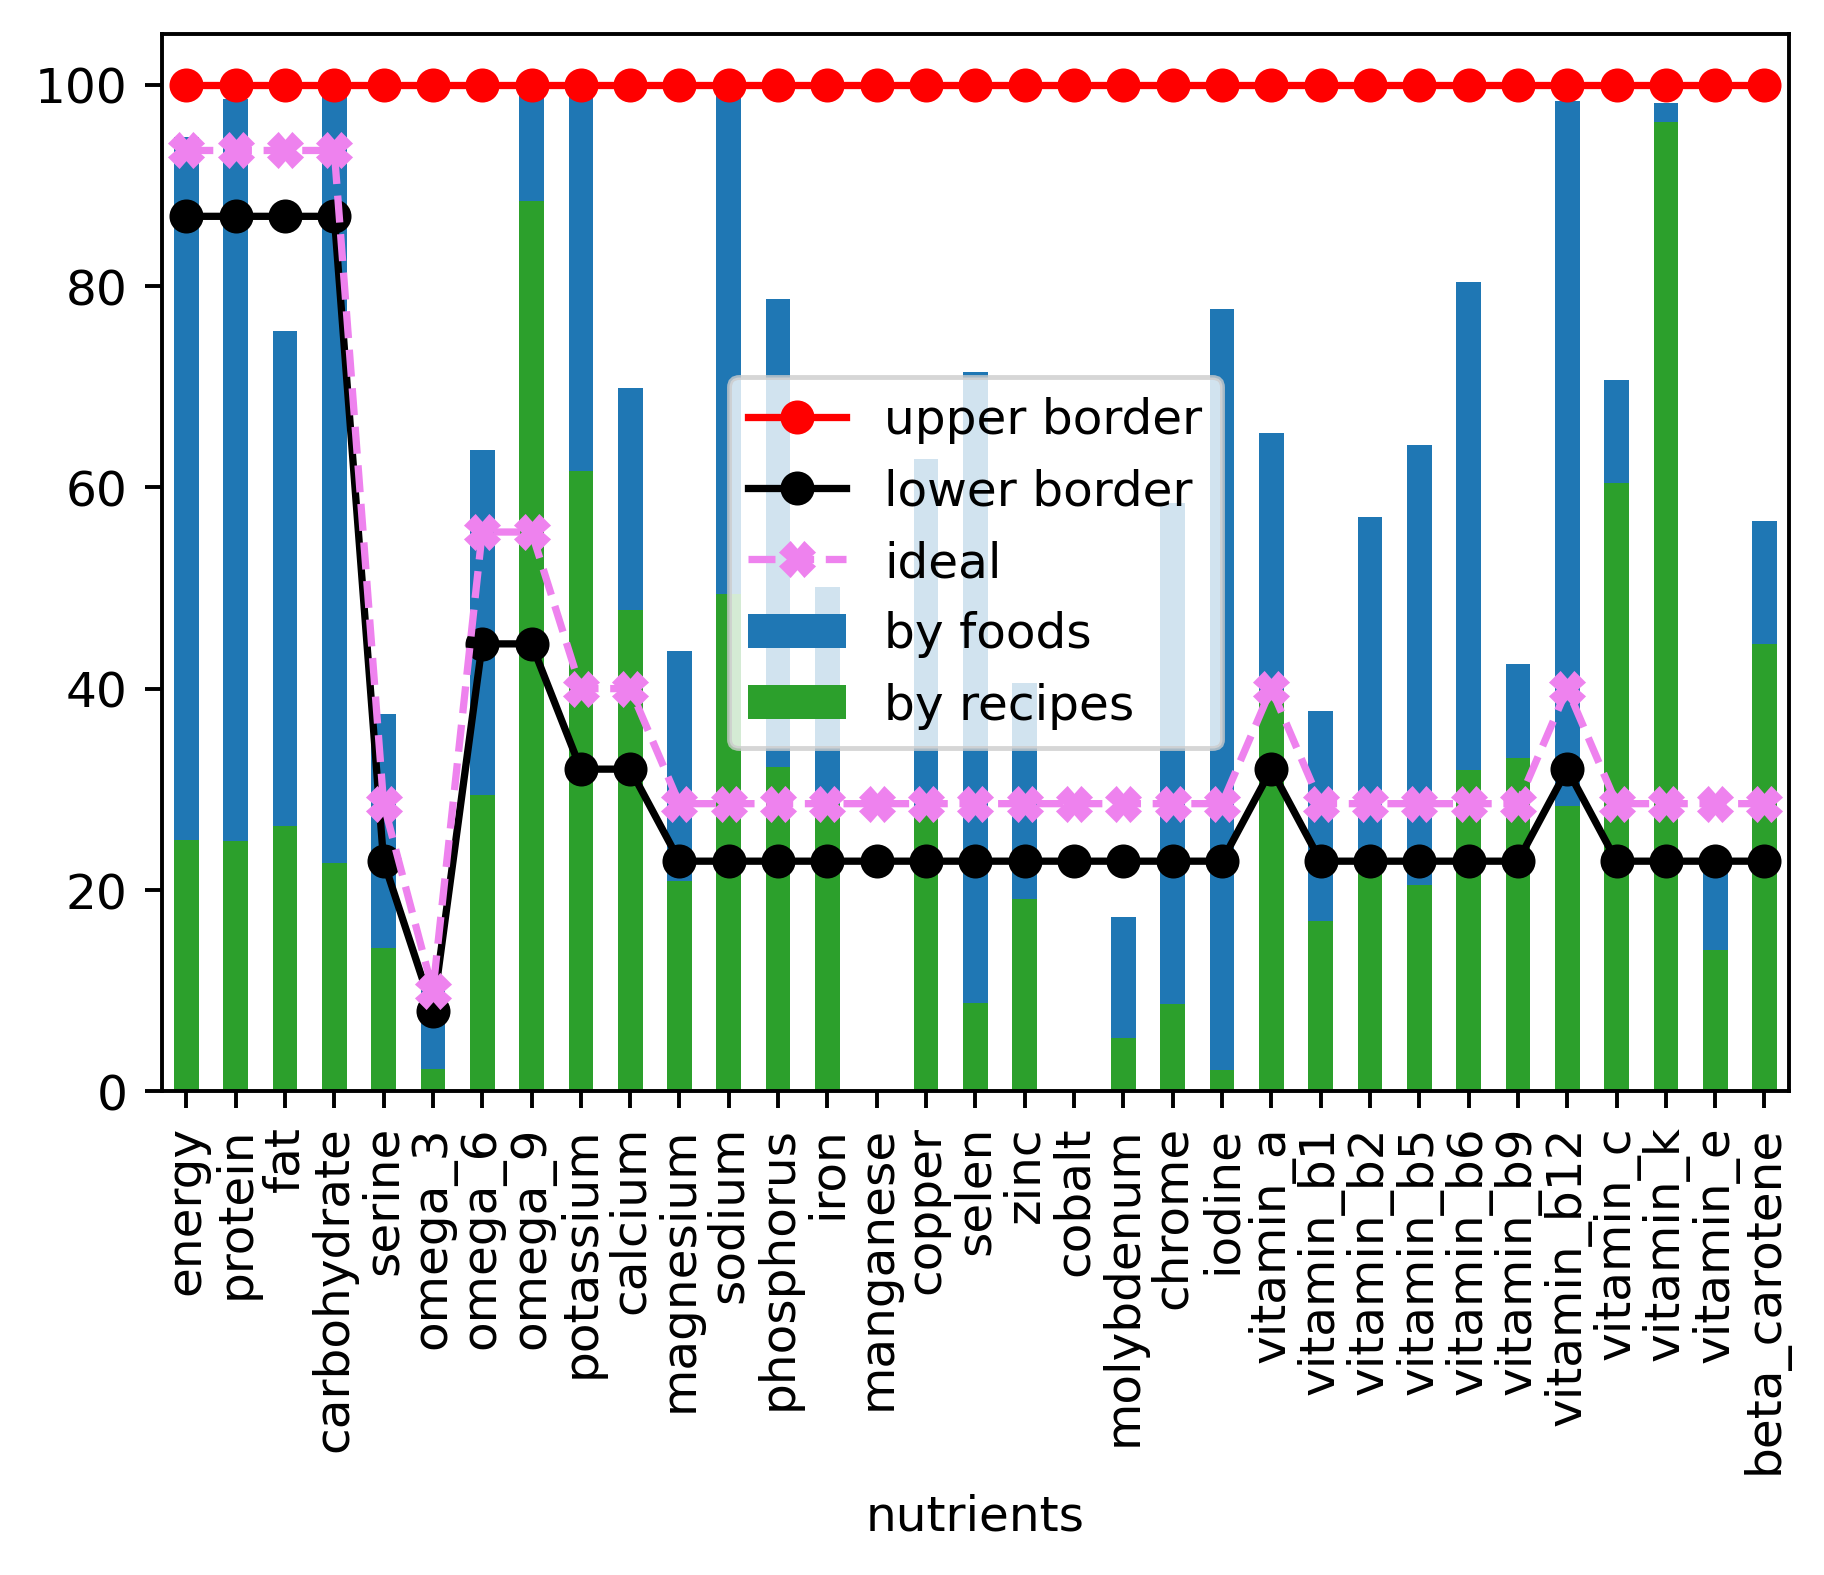 100
80
60
40
20
0
upper border
lower border
ideal
by foods
by recipes
energy
protein
fat
carbohydrate
serine
omega_3
omega_6
omega_9
potassium
calcium
magnesium
sodium
phosphorus
iron
manganese
copper
selen
zinc
cobalt
molybdenum
chrome
iodine
vitamin_a
vitamin_b1
vitamin_b2
vitamin_b5
vitamin_b6
vitamin_b9
vitamin_b12
vitamin_c
vitamin_k
vitamin_e
beta_carotene
nutrients